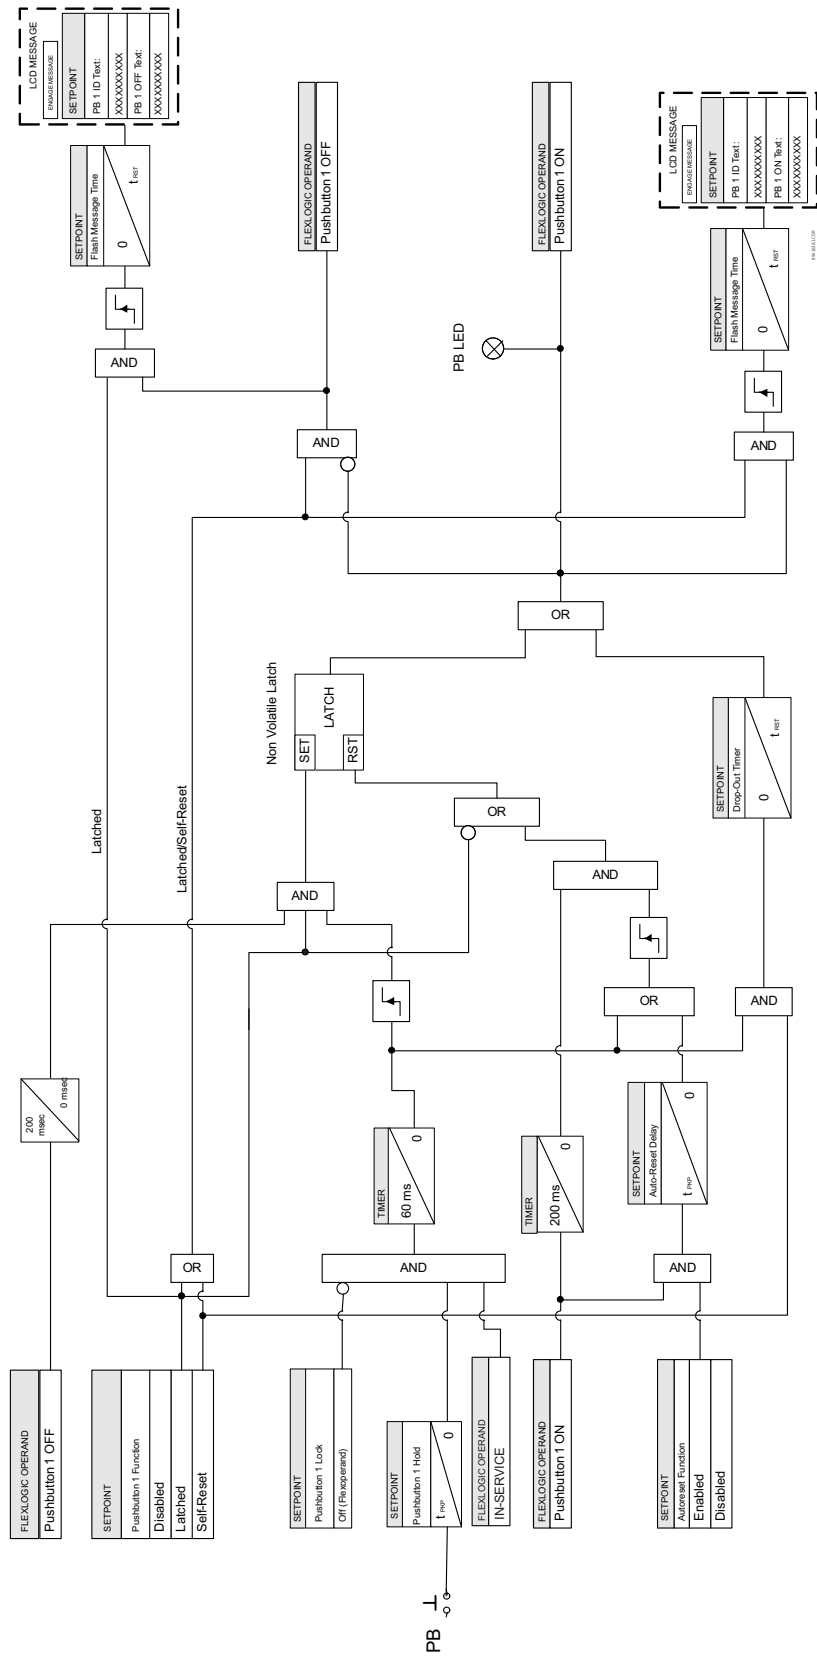 FLEXLOGIC OPERAND
Pushbutton 1 OFF
SETPOINT
Pushbutton 1 Function
Disabled
Latched
Self-Reset
SETPOINT
Pushbutton 1 Lock
Off (Flexoperand)
PB
SETPOINT
Pushbutton 1 Hold
t PKP
0
FLEXLOGIC OPERAND
IN-SERVICE
FLEXLOGIC OPERAND
Pushbutton 1 ON
SETPOINT
Autoreset Function
Enabled
Disabled
200
msec
0 msec
OR
AND
TIMER
60 ms
0
TIMER
200 ms
0
AND
SETPOINT
Auto-Reset Delay
t PKP
0
OR
AND
AND
AND
OR
Non Volatile Latch
SET
RST
LATCH
SETPOINT
Drop-Out Timer
0
t RST
OR
Latched
Latched/Self-Reset
AND
PB LED
FLEXLOGIC OPERAND
Pushbutton 1 OFF
FLEXLOGIC OPERAND
Pushbutton 1 ON
AND
SETPOINT
Flash Message Time
0
t RST
LCD MESSAGE
ENGAGE MESSAGE
SETPOINT
PB 1 ID Text:
XXXXXXXXXX
PB 1 OFF Text:
XXXXXXXXXX
AND
SETPOINT
Flash Message Time
0
t RST
LCD MESSAGE
ENGAGE MESSAGE
SETPOINT
PB 1 ID Text:
XXXXXXXXXX
PB 1 ON Text:
XXXXXXXXXX